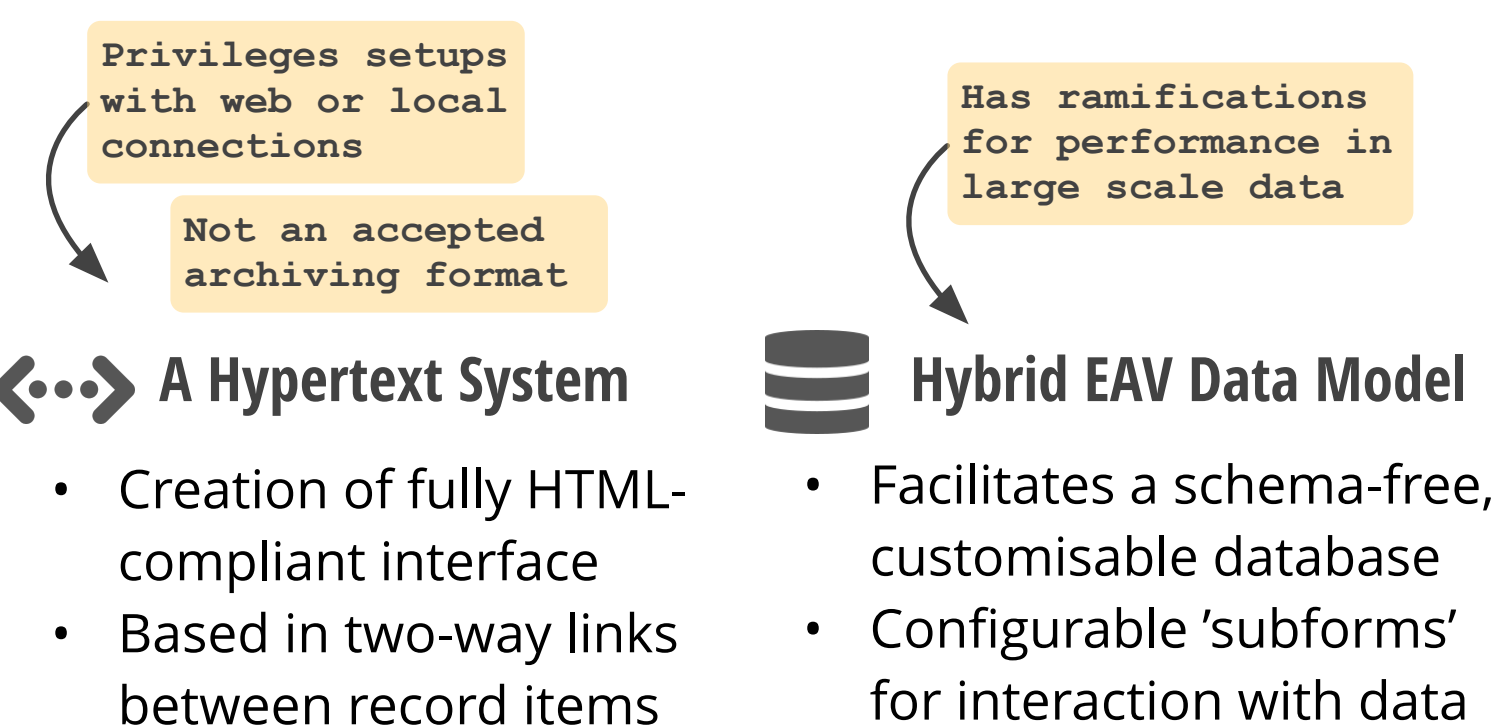 Privileges setups
with web or local
connections
Not an accepted
archiving format
A Hypertext System
• Creation of fully HTML-
compliant interface
• Based in two-way links
between record items
Has ramifications
for performance in
large scale data
Hybrid EAV Data Model
• Facilitates a schema-free,
customisable database
• Configurable ’subforms’
for interaction with data